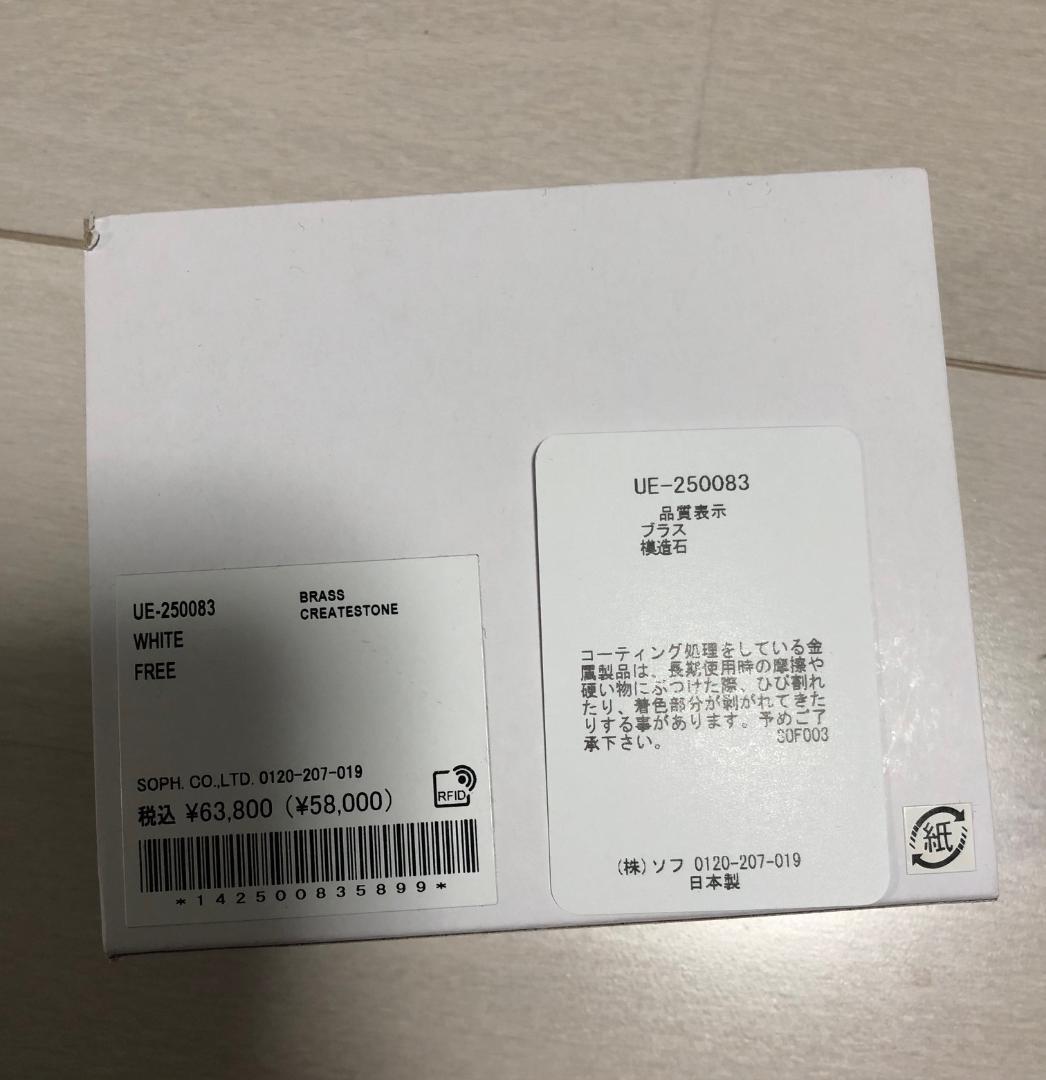 UE-250083
WHITE
FREE
BRASS
CREATESTONE
SOPH. CO.,LTD. 0120-207-019
RFID
税込 ¥63,800 (¥58,000)
*142500835899*
UE-250083
品質表示
ブラス
模造石
コーティング処理をしている金
属製品は、長期使用時の摩擦や
硬い物にぶつけた際、ひび割れ
たり、着色部分が剥がれてきた
りする事があります。予めご了
承下さい。
SOF003
(株)ソフ 0120-207-019
日本製
紙